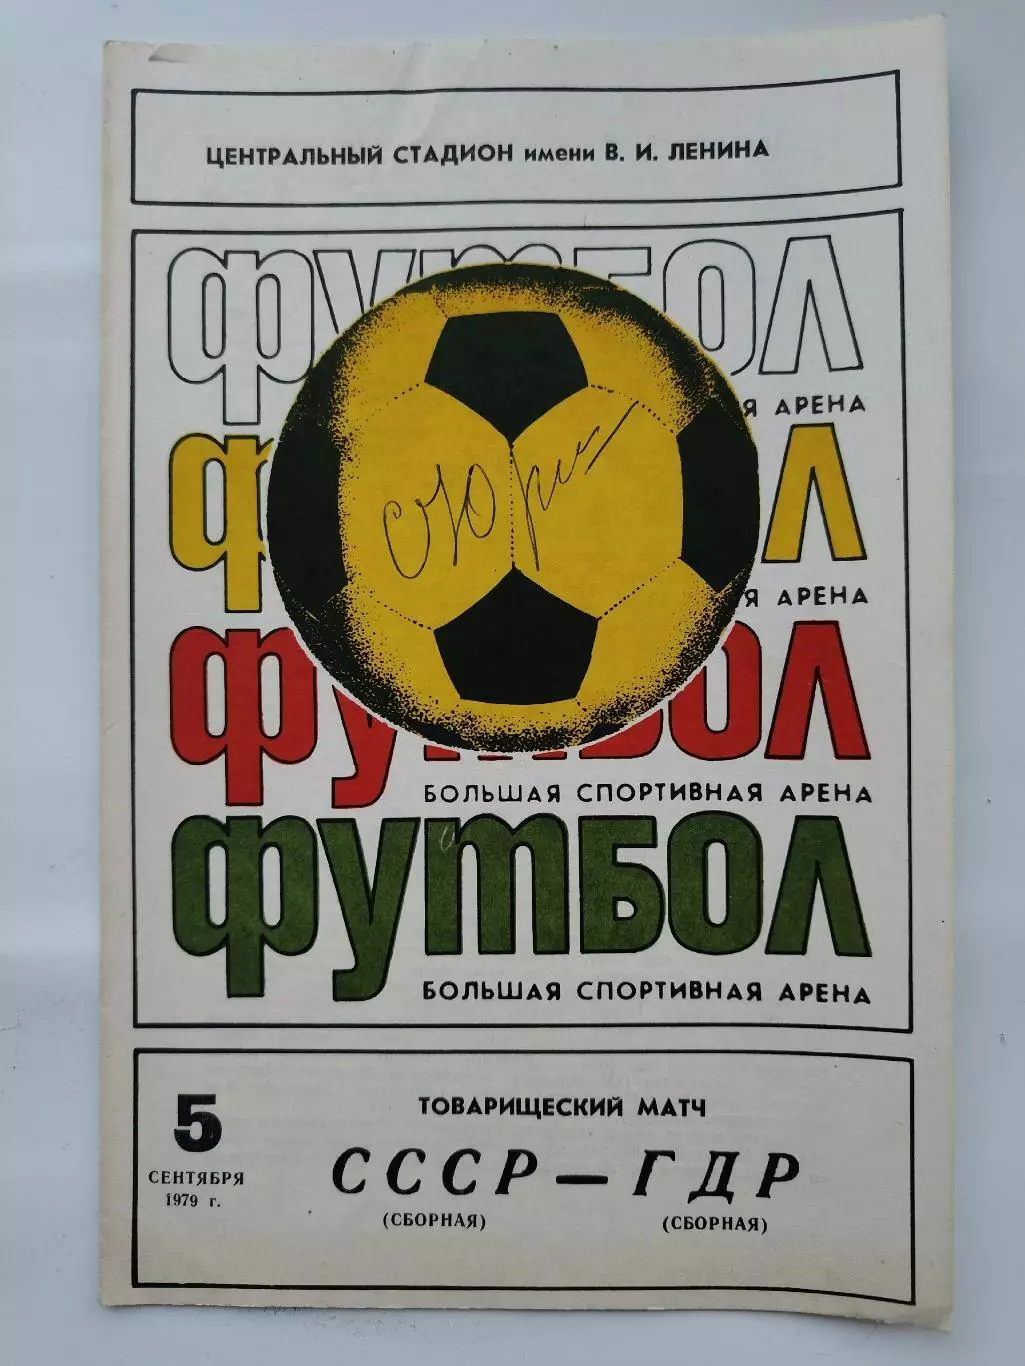 ЦЕНТРАЛЬНЫЙ СТАДИОН имени В. И. ЛЕНИНА
ФУТБОЛ
АРЕНА
АРЕНА
БОЛЬШАЯ СПОРТИВНАЯ АРЕНА
ФУТБОЛ
БОЛЬШАЯ СПОРТИВНАЯ АРЕНА
5
СЕНТЯБРЯ
1979 г.
ТОВАРИЩЕСКИЙ МАТЧ
СССР — ГДР
(СБОРНАЯ) (СБОРНАЯ)